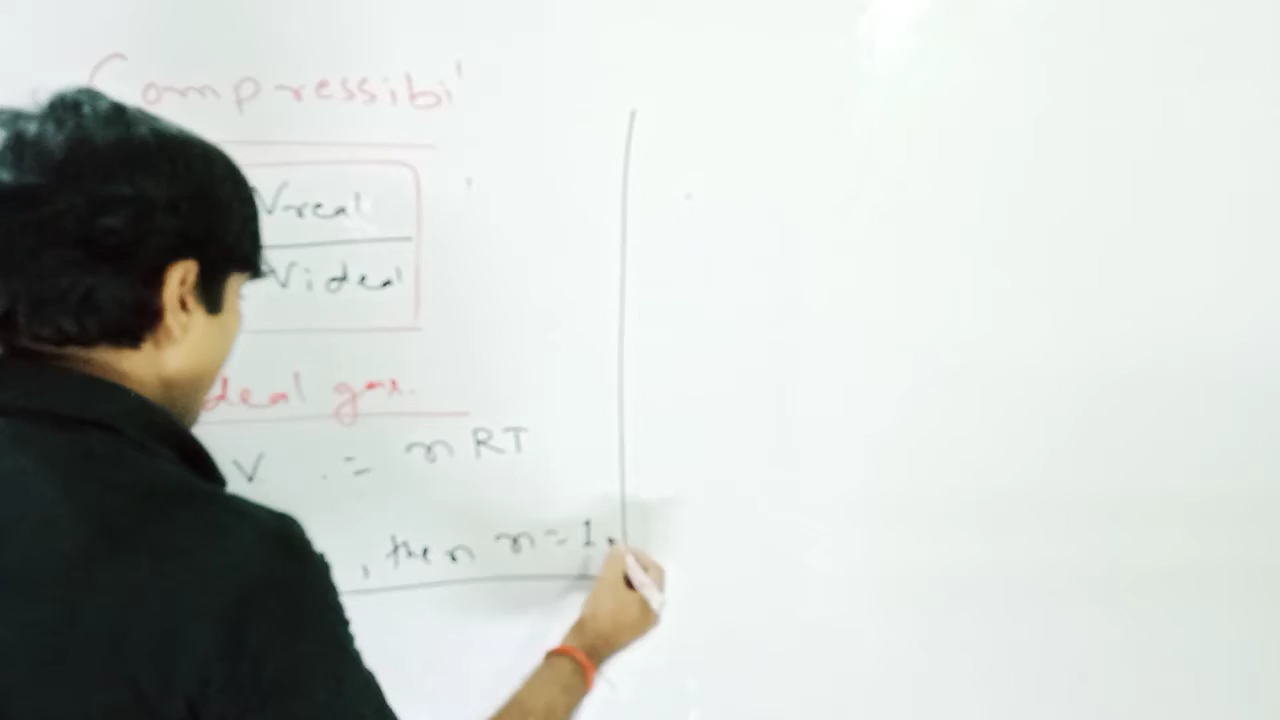 Compressibi
Vreal
Videal
deal gas.
V = nRT
, then n = 1.